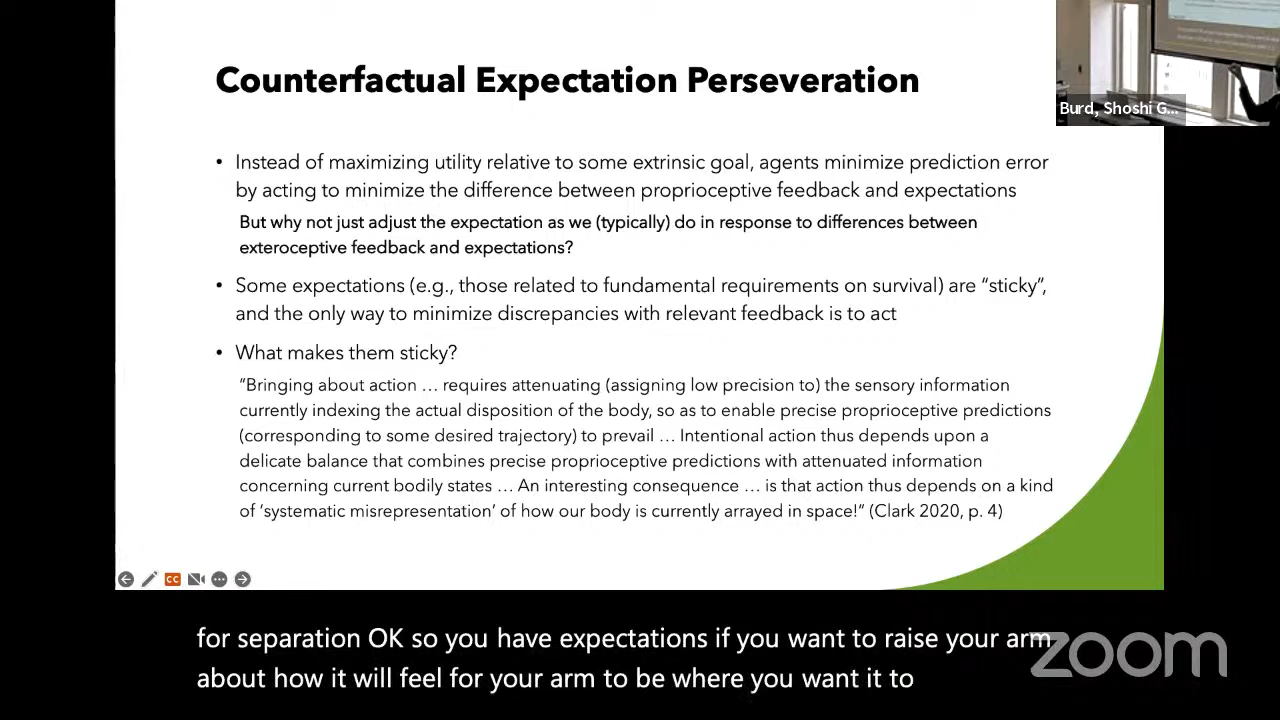 Counterfactual Expectation Perseveration
Burd, Shoshi G...
• Instead of maximizing utility relative to some extrinsic goal, agents minimize prediction error
by acting to minimize the difference between proprioceptive feedback and expectations
But why not just adjust the expectation as we (typically) do in response to differences between
exteroceptive feedback and expectations?
• Some expectations (e.g., those related to fundamental requirements on survival) are “sticky”,
and the only way to minimize discrepancies with relevant feedback is to act
• What makes them sticky?
“Bringing about action … requires attenuating (assigning low precision to) the sensory information
currently indexing the actual disposition of the body, so as to enable precise proprioceptive predictions
(corresponding to some desired trajectory) to prevail … Intentional action thus depends upon a
delicate balance that combines precise proprioceptive predictions with attenuated information
concerning current bodily states … An interesting consequence … is that action thus depends on a kind
of ‘systematic misrepresentation’ of how our body is currently arrayed in space!” (Clark 2020, p. 4)
CC
for separation OK so you have expectations if you want to raise your arm
about how it will feel for your arm to be where you want it to
zoom